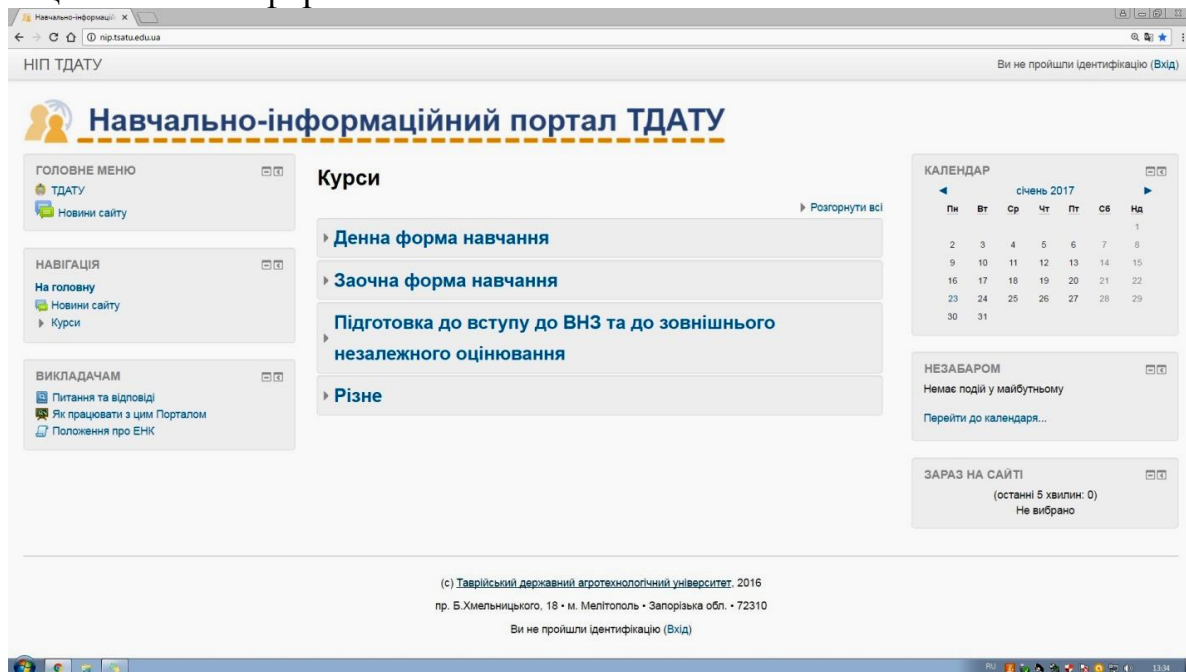 Навчально-інформаці
nip.tsatu.edu.ua
НІП ТДАТУ
Ви не пройшли ідентифікацію (Вхід)
Навчально-інформаційний портал ТДАТУ
ГОЛОВНЕ МЕНЮ
ТДАТУ
Новини сайту
НАВІГАЦІЯ
На головну
Новини сайту
Курси
ВИКЛАДАЧАМ
Питання та відповіді
Як працювати з цим Порталом
Положення про ЕНК
Курси
Розгорнути всі
Денна форма навчання
Заочна форма навчання
Підготовка до вступу до ВНЗ та до зовнішнього
незалежного оцінювання
Різне
КАЛЕНДАР
січень 2017
Пн Вт Ср Чт Пт Сб Нд
1
2 3 4 5 6 7 8
9 10 11 12 13 14 15
16 17 18 19 20 21 22
23 24 25 26 27 28 29
30 31
НЕЗАБАРОМ
Немає подій у майбутньому
Перейти до календаря...
ЗАРАЗ НА САЙТІ
(останні 5 хвилин: 0)
Не вибрано
(c) Таврійський державний агротехнологічний університет, 2016
пр. Б.Хмельницького, 18 • м. Мелітополь • Запорізька обл. • 72310
Ви не пройшли ідентифікацію (Вхід)
RU 13:34